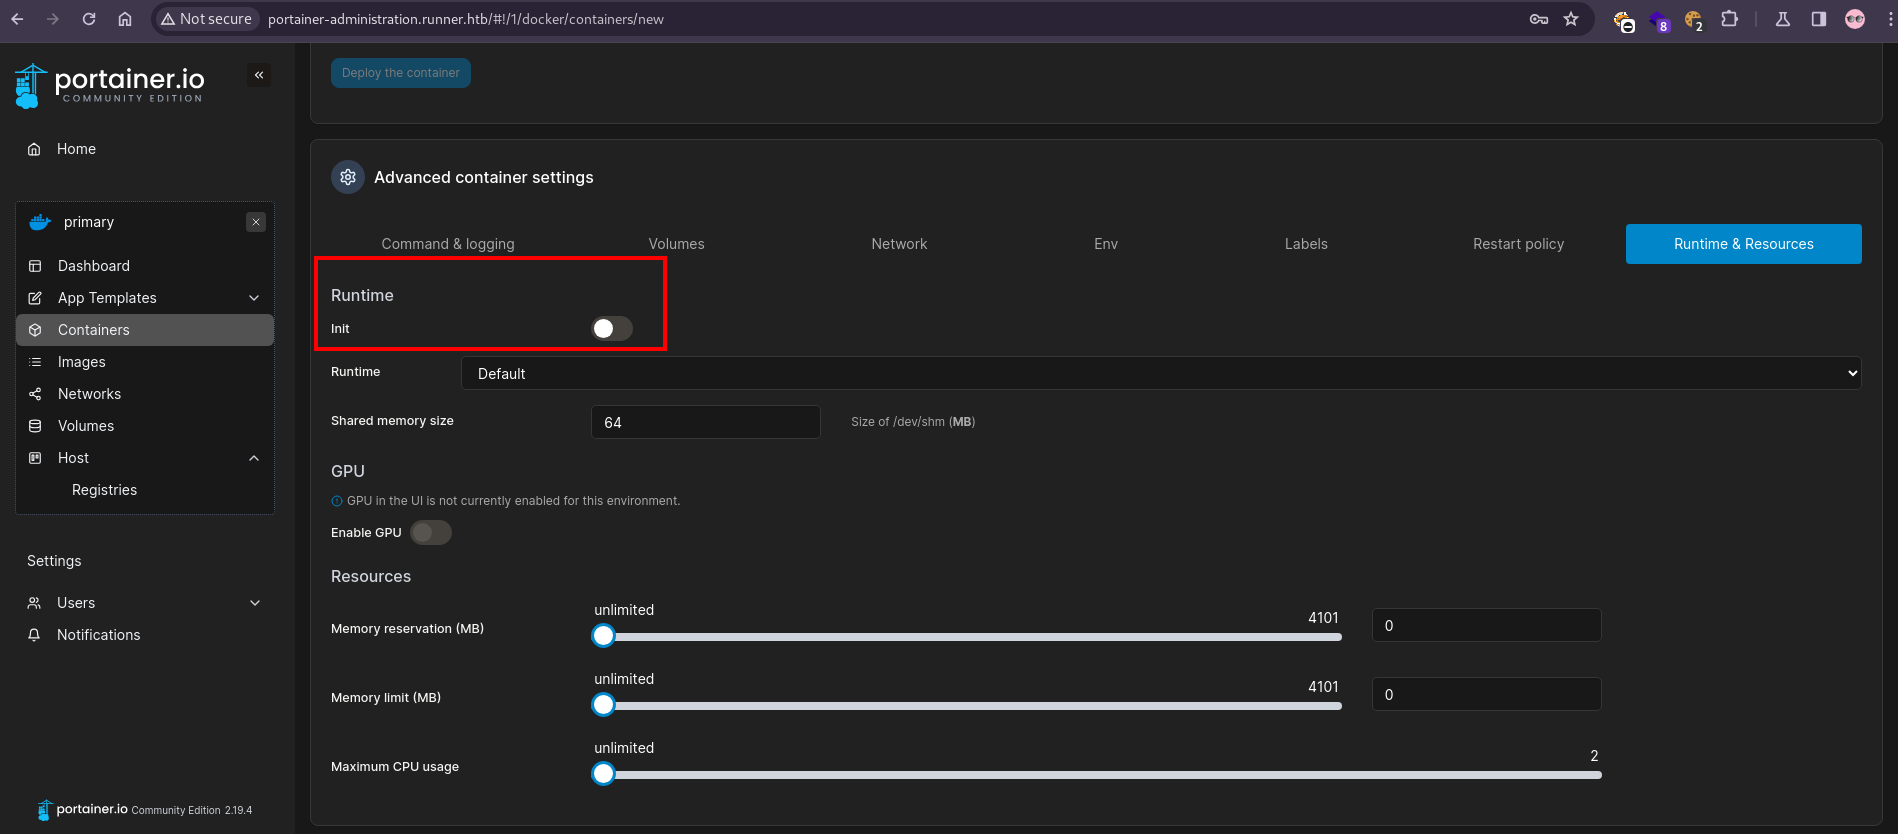 Not secure portainer-administration.runner.htb/#!/1/docker/containers/new
8
2
portainer.io
COMMUNITY EDITION
Home
primary
Dashboard
App Templates
Containers
Images
Networks
Volumes
Host
Registries
Settings
Users
Notifications
portainer.io Community Edition 2.19.4
Deploy the container
Advanced container settings
Command & logging Volumes Network Env Labels Restart policy Runtime & Resources
Runtime
Init
Runtime Default
Shared memory size 64 Size of /dev/shm (MB)
GPU
GPU in the UI is not currently enabled for this environment.
Enable GPU
Resources
unlimited 4101
Memory reservation (MB) 0
unlimited 4101
Memory limit (MB) 0
unlimited 2
Maximum CPU usage